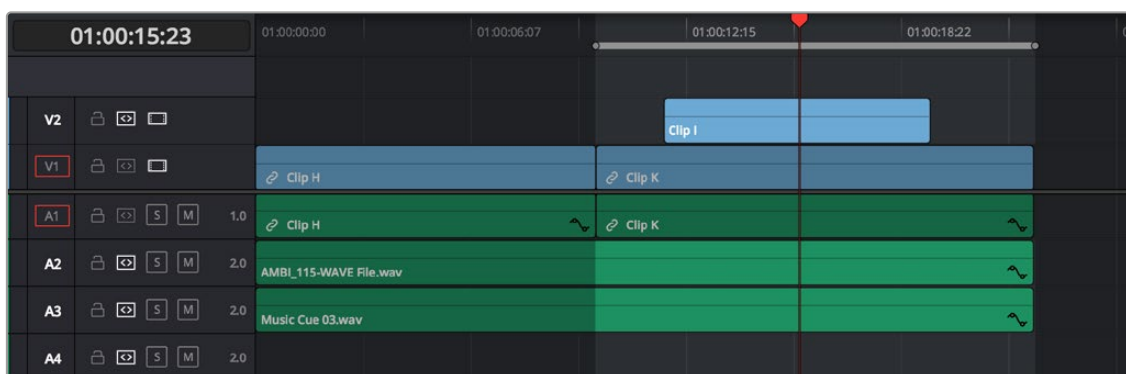 01:00:15:23 01:00:00:00 01:00:06:07 01:00:12:15 01:00:18:22
V2 Clip I
V1 Clip H Clip K
A1 S M 1.0 Clip H Clip K
A2 S M 2.0 AMBI_115-WAVE File.wav
A3 S M 2.0 Music Cue 03.wav
A4 S M 2.0